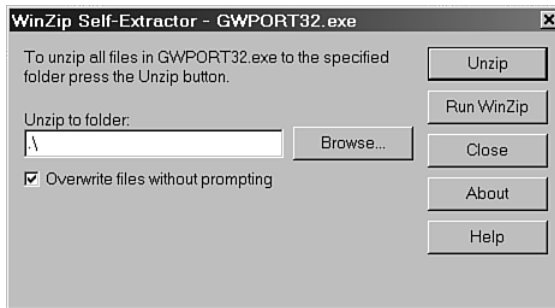 WinZip Self-Extractor - GWPORT32.exe
To unzip all files in GWPORT32.exe to the specified
folder press the Unzip button.
Unzip to folder:
.\
Browse...
Overwrite files without prompting
Unzip
Run WinZip
Close
About
Help